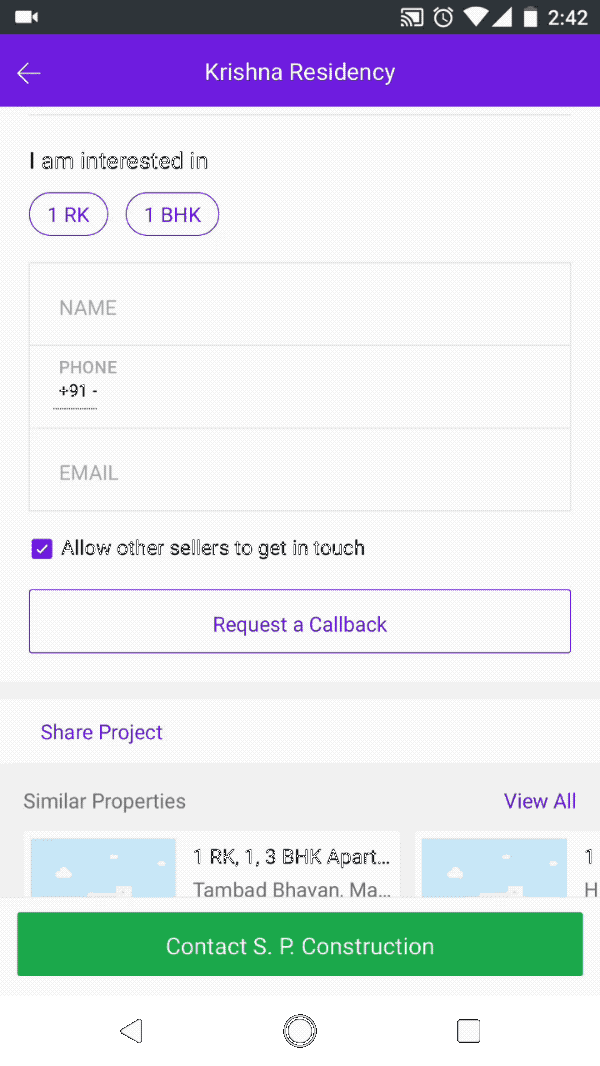 2:42
Krishna Residency
I am interested in
1 RK 1 BHK
NAME
PHONE
+91 -
EMAIL
Allow other sellers to get in touch
Request a Callback
Share Project
Similar Properties View All
1 RK, 1, 3 BHK Apart... 1
Tambad Bhavan, Ma... H
Contact S. P. Construction